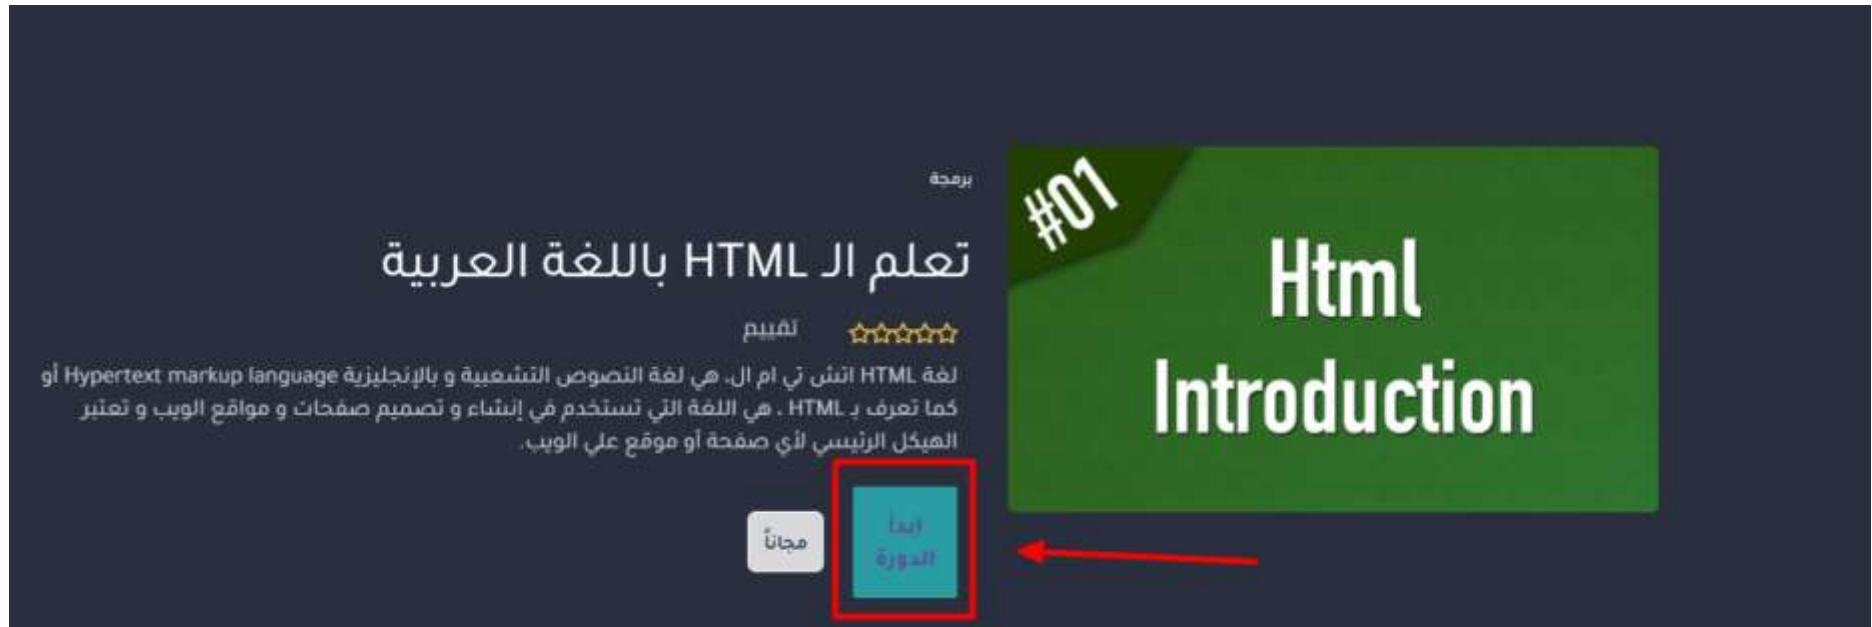 #01
Html
Introduction
برمجة
تعلم الـ HTML باللغة العربية
تقييم
لغة HTML اتش تي ام ال. هي لغة النصوص التشعبية و بالإنجليزية Hypertext markup language أو
كما تعرف بـ HTML ، هي اللغة التي تستخدم في إنشاء و تصميم صفحات و مواقع الويب و تعتبر
الهيكل الرئيسي لأي صفحة أو موقع علي الويب.
ابدأ
الدورة
مجاناً